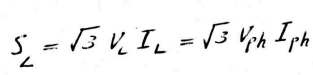 S_L = √3 V_L I_L = √3 V_ph I_ph